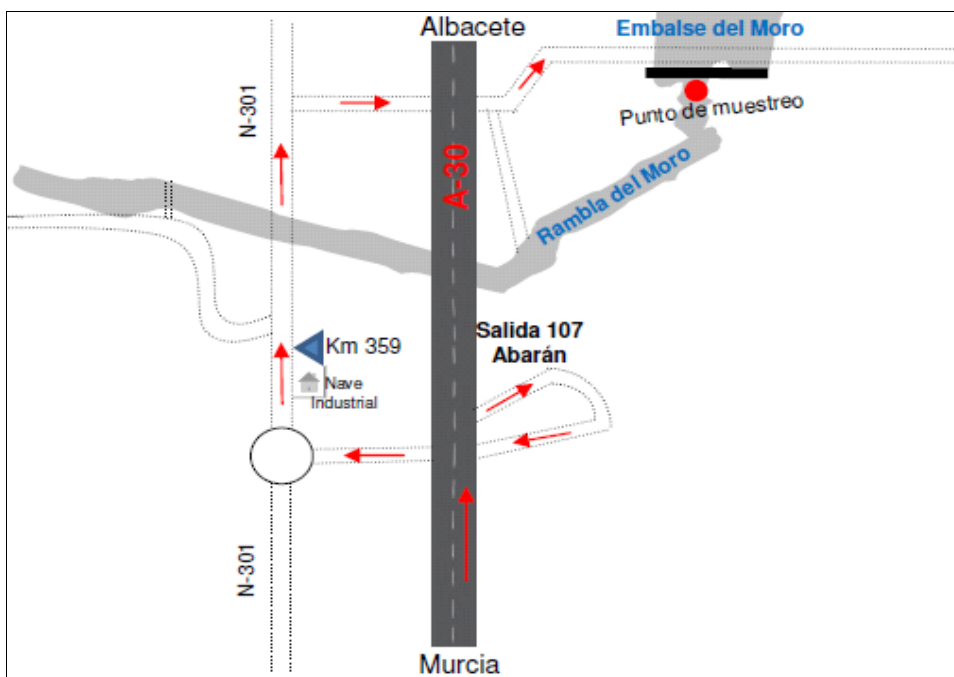 Albacete
Embalse del Moro
N-301
Punto de muestreo
A-30
Rambla del Moro
Salida 107
Abarán
Km 359
Nave
Industrial
N-301
Murcia